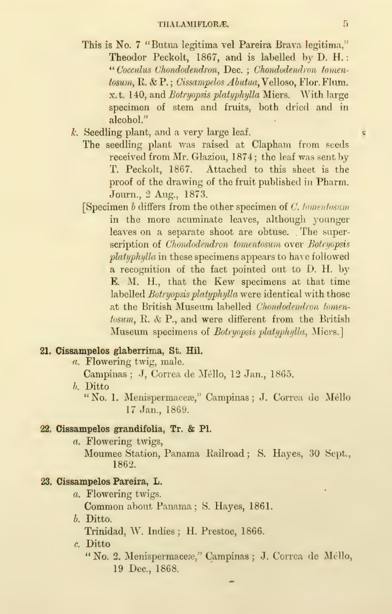 THALAMIFLORÆ. 5
This is No. 7 "Butua legitima vel Pareira Brava legitima,"
Theodor Peckolt, 1867, and is labelled by D. H.:
"Cocculus Chondodendron, Dec. ; Chondodendron tomen-
tosum, R. & P.; Cissampelos Abutua, Velloso, Flor. Flum.
x. t. 140, and Botryopsis platyphylla Miers. With large
specimen of stem and fruits, both dried and in
alcohol."
k. Seedling plant, and a very large leaf.
The seedling plant was raised at Clapham from seeds
received from Mr. Glaziou, 1874; the leaf was sent by
T. Peckolt, 1867. Attached to this sheet is the
proof of the drawing of the fruit published in Pharm.
Journ., 2 Aug., 1873.
[Specimen b differs from the other specimen of C. tomentosum
in the more acuminate leaves, although younger
leaves on a separate shoot are obtuse. The super-
scription of Chondodendron tomentosum over Botryopsis
platyphylla in these specimens appears to have followed
a recognition of the fact pointed out to D. H. by
E. M. H., that the Kew specimens at that time
labelled Botryopsis platyphylla were identical with those
at the British Museum labelled Chondodendron tomen-
tosum, R. & P., and were different from the British
Museum specimens of Botryopsis platyphylla, Miers.]
21. Cissampelos glaberrima, St. Hil.
a. Flowering twig, male.
Campinas ; J, Correa de Méllo, 12 Jan., 1865.
b. Ditto
"No. 1. Menispermaceæ," Campinas ; J. Correa de Méllo
17 Jan., 1869.
22. Cissampelos grandifolia, Tr. & Pl.
a. Flowering twigs,
Moumee Station, Panama Railroad ; S. Hayes, 30 Sept.,
1862.
23. Cissampelos Pareira, L.
a. Flowering twigs.
Common about Panama ; S. Hayes, 1861.
b. Ditto.
Trinidad, W. Indies ; H. Prestoe, 1866.
c. Ditto
"No. 2. Menispermaceæ," Campinas ; J. Correa de Méllo,
19 Dec., 1868.